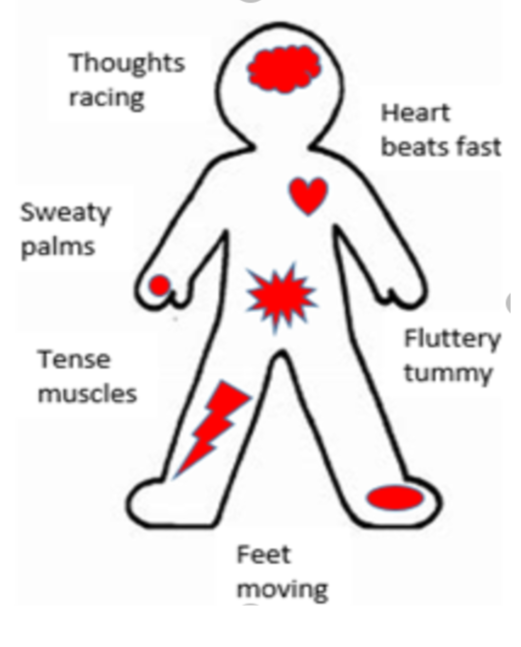 Thoughts
racing
Heart
beats fast
Sweaty
palms
Fluttery
tummy
Tense
muscles
Feet
moving